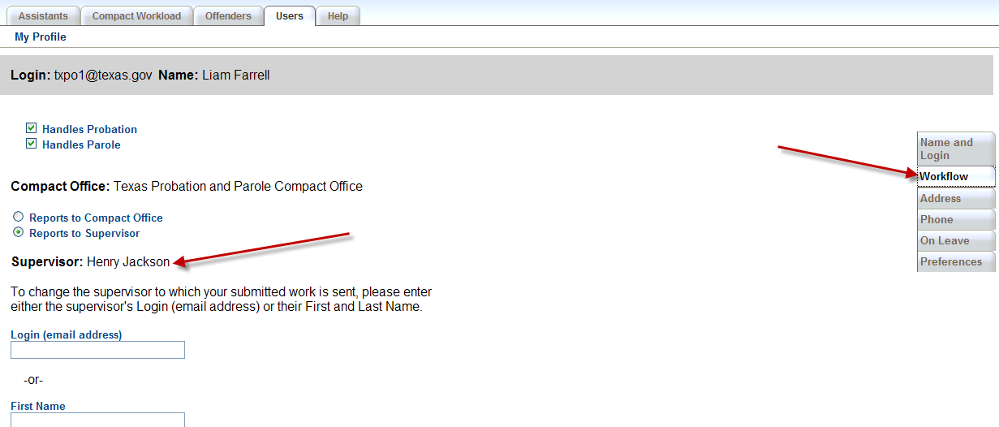 Assistants Compact Workload Offenders Users Help
My Profile
Login: txpo1@texas.gov Name: Liam Farrell
Handles Probation
Handles Parole
Compact Office: Texas Probation and Parole Compact Office
Reports to Compact Office
Reports to Supervisor
Supervisor: Henry Jackson
To change the supervisor to which your submitted work is sent, please enter
either the supervisor's Login (email address) or their First and Last Name.
Login (email address)
-or-
First Name
Name and
Login
Workflow
Address
Phone
On Leave
Preferences